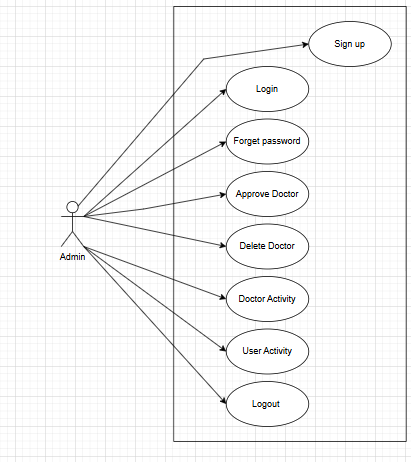 Sign up
Login
Forget password
Approve Doctor
Delete Doctor
Admin
Doctor Activity
User Activity
Logout